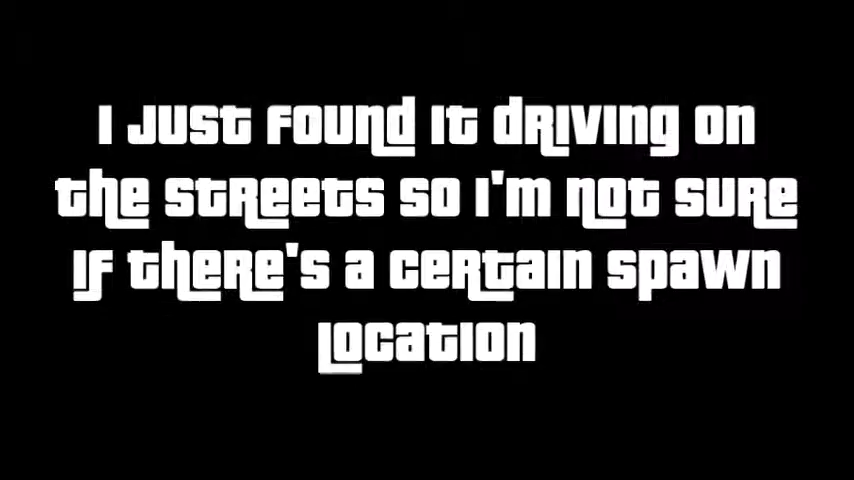 I just found it driving on
the streets so I'm not sure
if there's a certain spawn
location